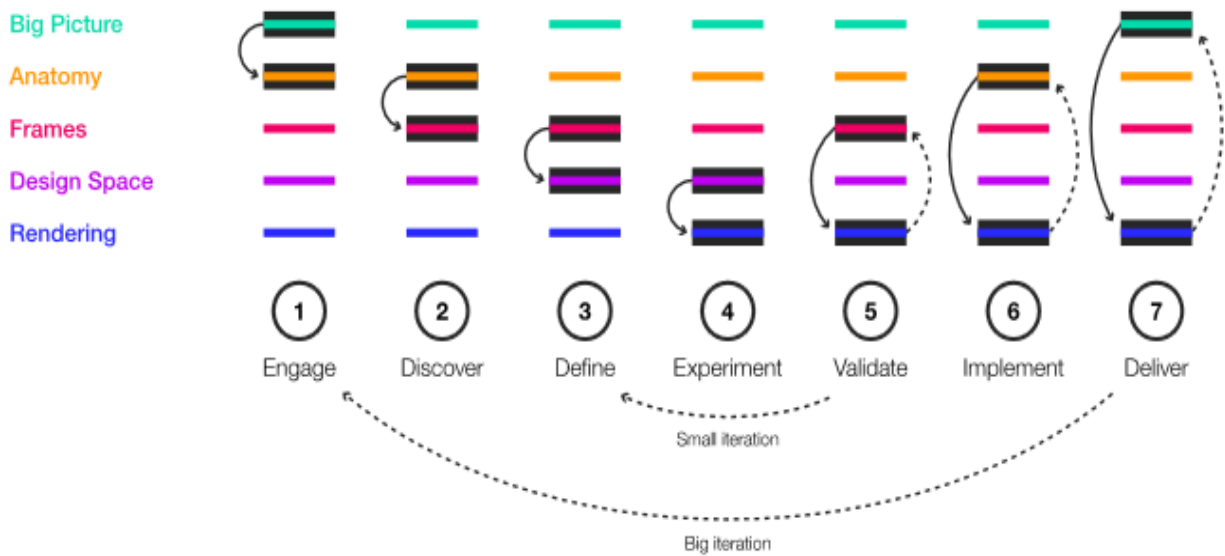 Big Picture
Anatomy
Frames
Design Space
Rendering
1
2
3
4
5
6
7
Engage
Discover
Define
Experiment
Validate
Implement
Deliver
Small iteration
Big iteration